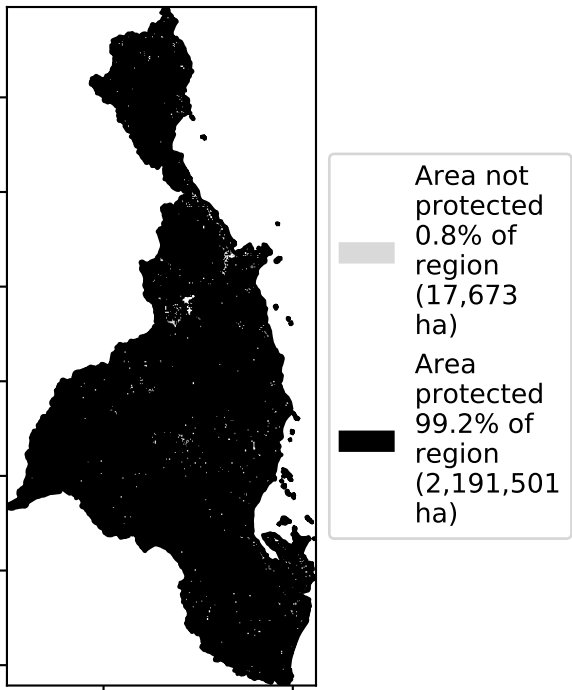 Area not
protected
0.8% of
region
(17,673
ha)
Area
protected
99.2% of
region
(2,191,501
ha)